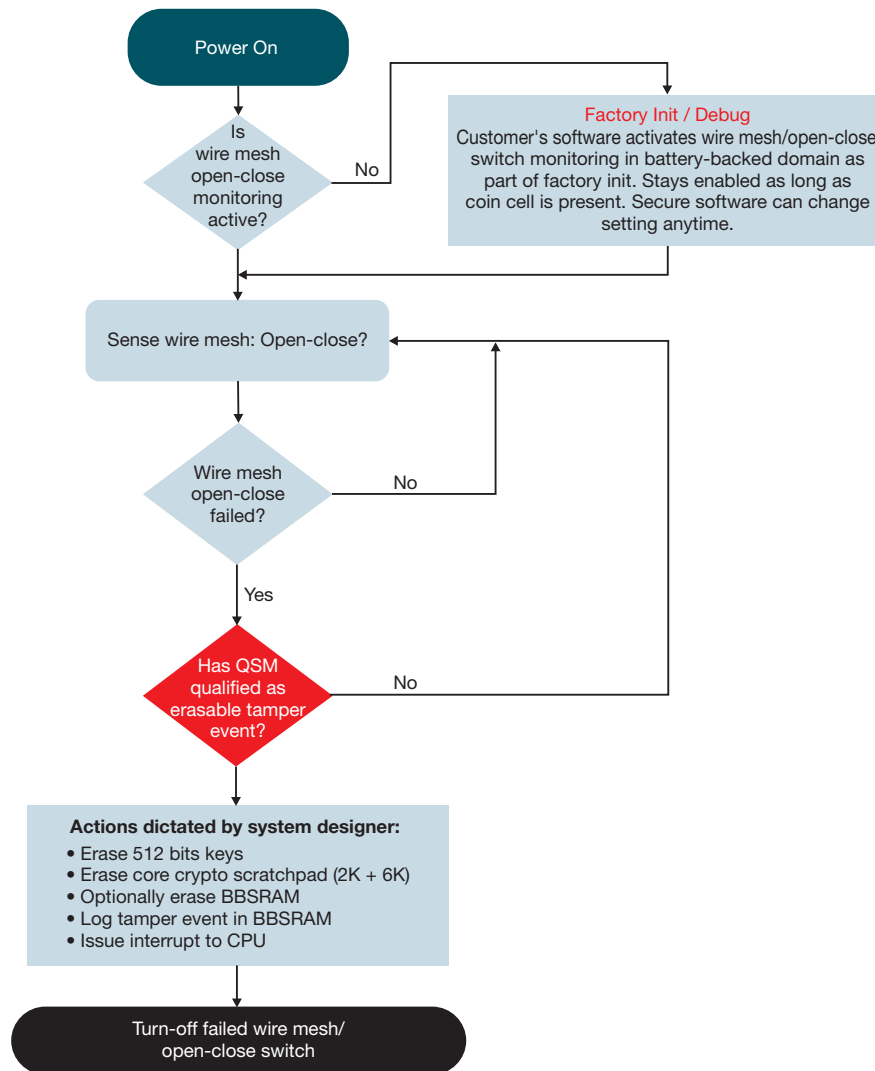 Power On
Is
wire mesh
open-close
monitoring
active?
No
Factory Init / Debug
Customer's software activates wire mesh/open-close
switch monitoring in battery-backed domain as
part of factory init. Stays enabled as long as
coin cell is present. Secure software can change
setting anytime.
Sense wire mesh: Open-close?
Wire mesh
open-close
failed?
No
Yes
Has QSM
qualified as
erasable tamper
event?
No
Actions dictated by system designer:
• Erase 512 bits keys
• Erase core crypto scratchpad (2K + 6K)
• Optionally erase BBSRAM
• Log tamper event in BBSRAM
• Issue interrupt to CPU
Turn-off failed wire mesh/
open-close switch